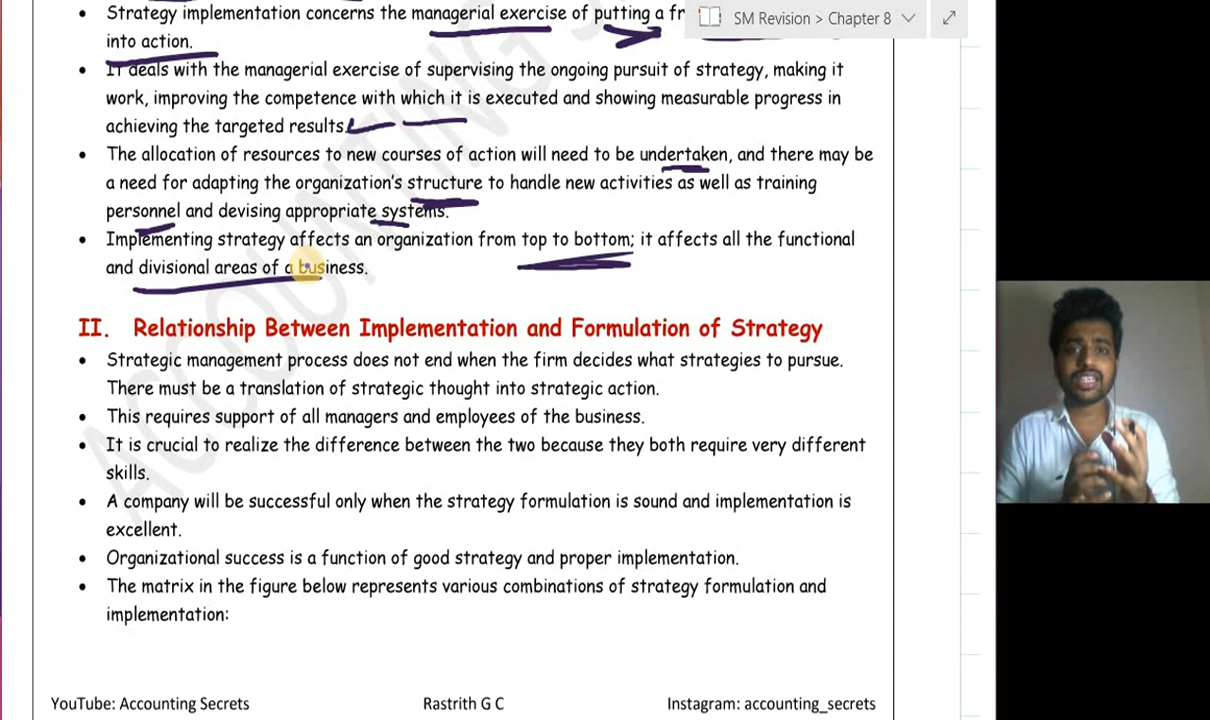 • Strategy implementation concerns the managerial exercise of putting a
SM Revision > Chapter 8
into action.
• It deals with the managerial exercise of supervising the ongoing pursuit of strategy, making it
work, improving the competence with which it is executed and showing measurable progress in
achieving the targeted results.
• The allocation of resources to new courses of action will need to be undertaken, and there may be
a need for adapting the organization's structure to handle new activities as well as training
personnel and devising appropriate systems.
• Implementing strategy affects an organization from top to bottom; it affects all the functional
and divisional areas of a business.
II. Relationship Between Implementation and Formulation of Strategy
• Strategic management process does not end when the firm decides what strategies to pursue.
There must be a translation of strategic thought into strategic action.
• This requires support of all managers and employees of the business.
• It is crucial to realize the difference between the two because they both require very different
skills.
• A company will be successful only when the strategy formulation is sound and implementation is
excellent.
• Organizational success is a function of good strategy and proper implementation.
• The matrix in the figure below represents various combinations of strategy formulation and
implementation:
YouTube: Accounting Secrets
Rastrith G C
Instagram: accounting_secrets
ACCOUNTING